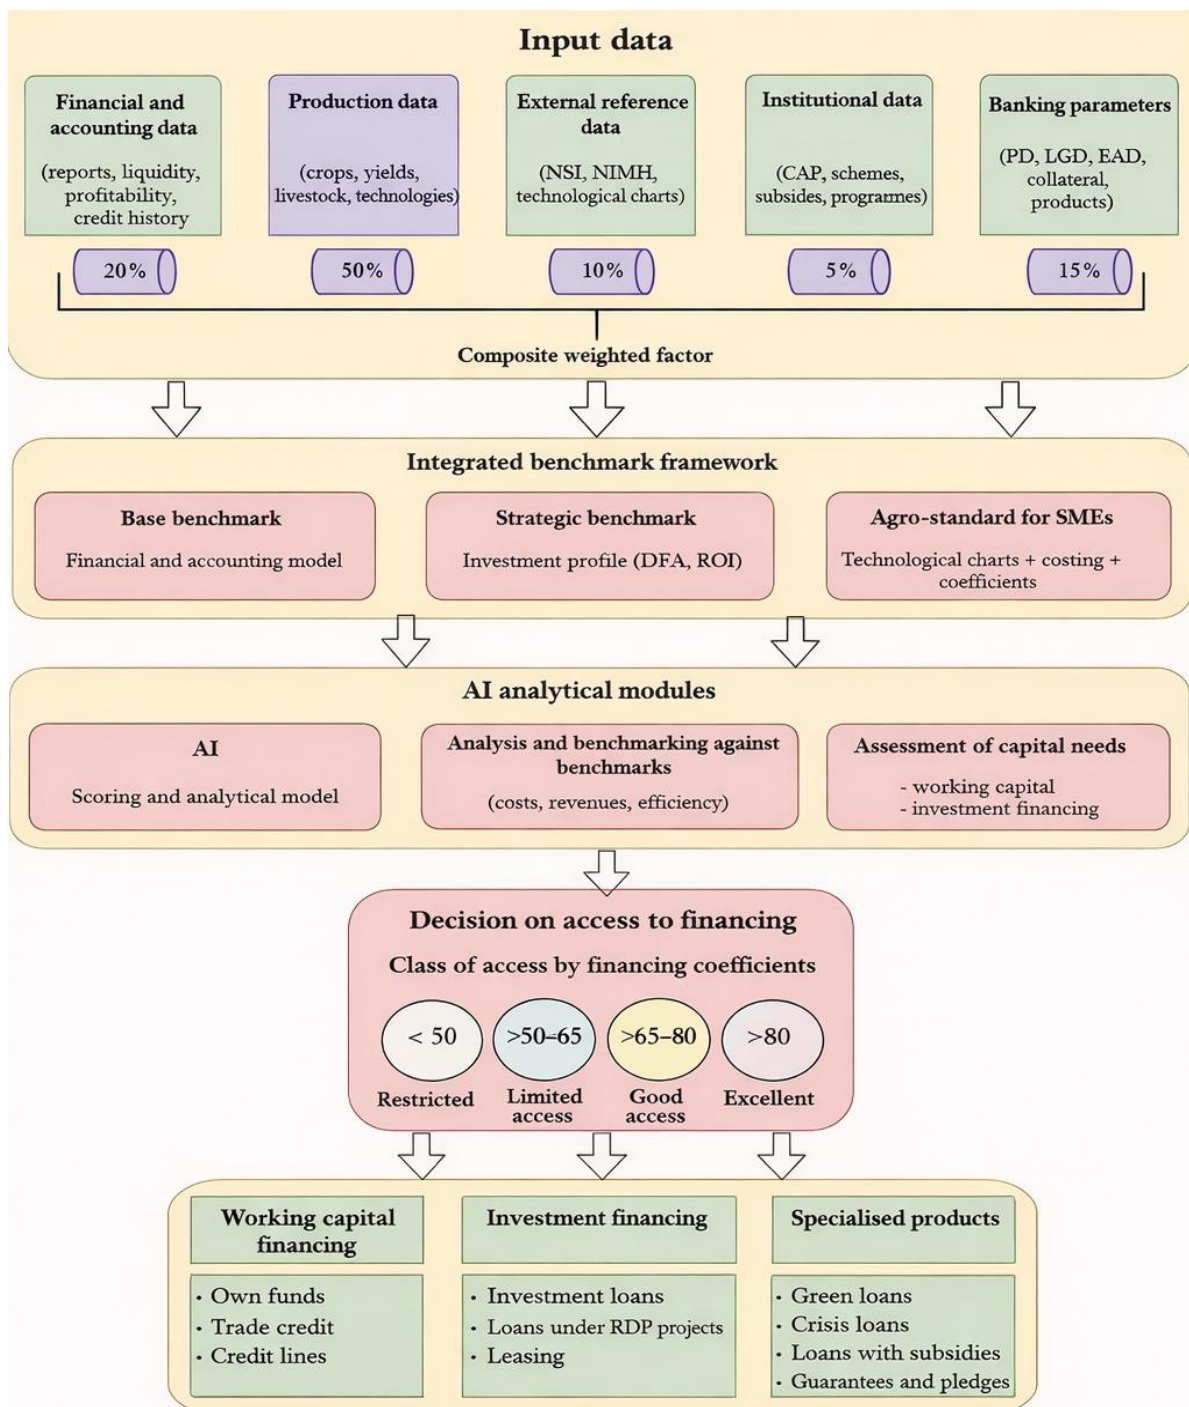 Input data
Financial and
accounting data
(reports, liquidity,
profitability,
credit history
Production data
(crops, yields,
livestock, technologies)
External reference
data
(NSI, NIMH,
technological charts)
Institutional data
(CAP, schemes,
subsides, programmes)
Banking parameters
(PD, LGD, EAD,
collateral,
products)
20%
50%
10%
5%
15%
Composite weighted factor
Integrated benchmark framework
Base benchmark
Financial and accounting model
Strategic benchmark
Investment profile (DFA, ROI)
Agro-standard for SMEs
Technological charts + costing +
coefficients
AI analytical modules
AI
Scoring and analytical model
Analysis and benchmarking against
benchmarks
(costs, revenues, efficiency)
Assessment of capital needs
- working capital
- investment financing
Decision on access to financing
Class of access by financing coefficients
< 50
>50–65
>65–80
>80
Restricted
Limited
access
Good
access
Excellent
Working capital
financing
· Own funds
· Trade credit
· Credit lines
Investment financing
· Investment loans
· Loans under RDP projects
· Leasing
Specialised products
· Green loans
· Crisis loans
· Loans with subsidies
· Guarantees and pledges